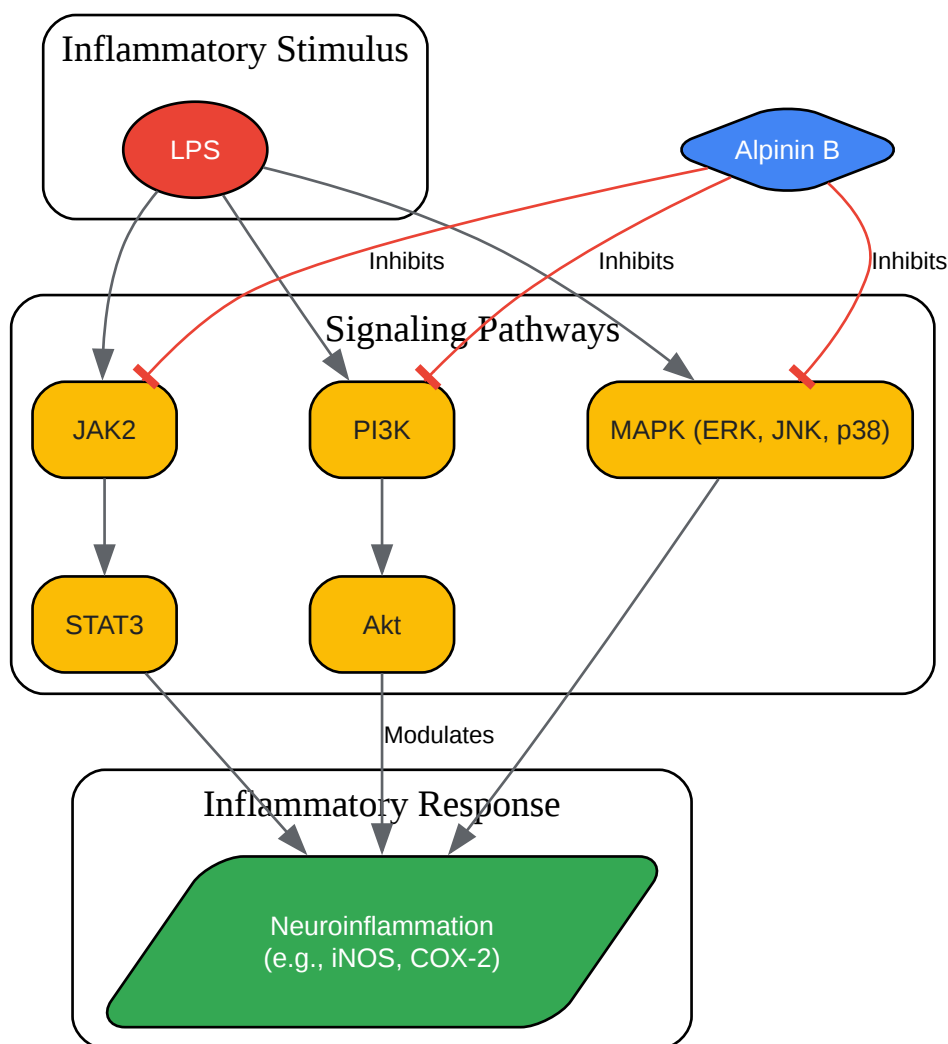 Inflammatory Stimulus
LPS
Alpinin B
Inhibits
Inhibits
Inhibits
Signaling Pathways
JAK2
PI3K
MAPK (ERK, JNK, p38)
STAT3
Akt
Modulates
Inflammatory Response
Neuroinflammation
(e.g., iNOS, COX-2)